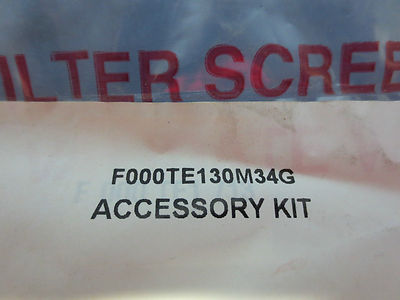 ILTER SCREE
F000TE130M34G
ACCESSORY KIT